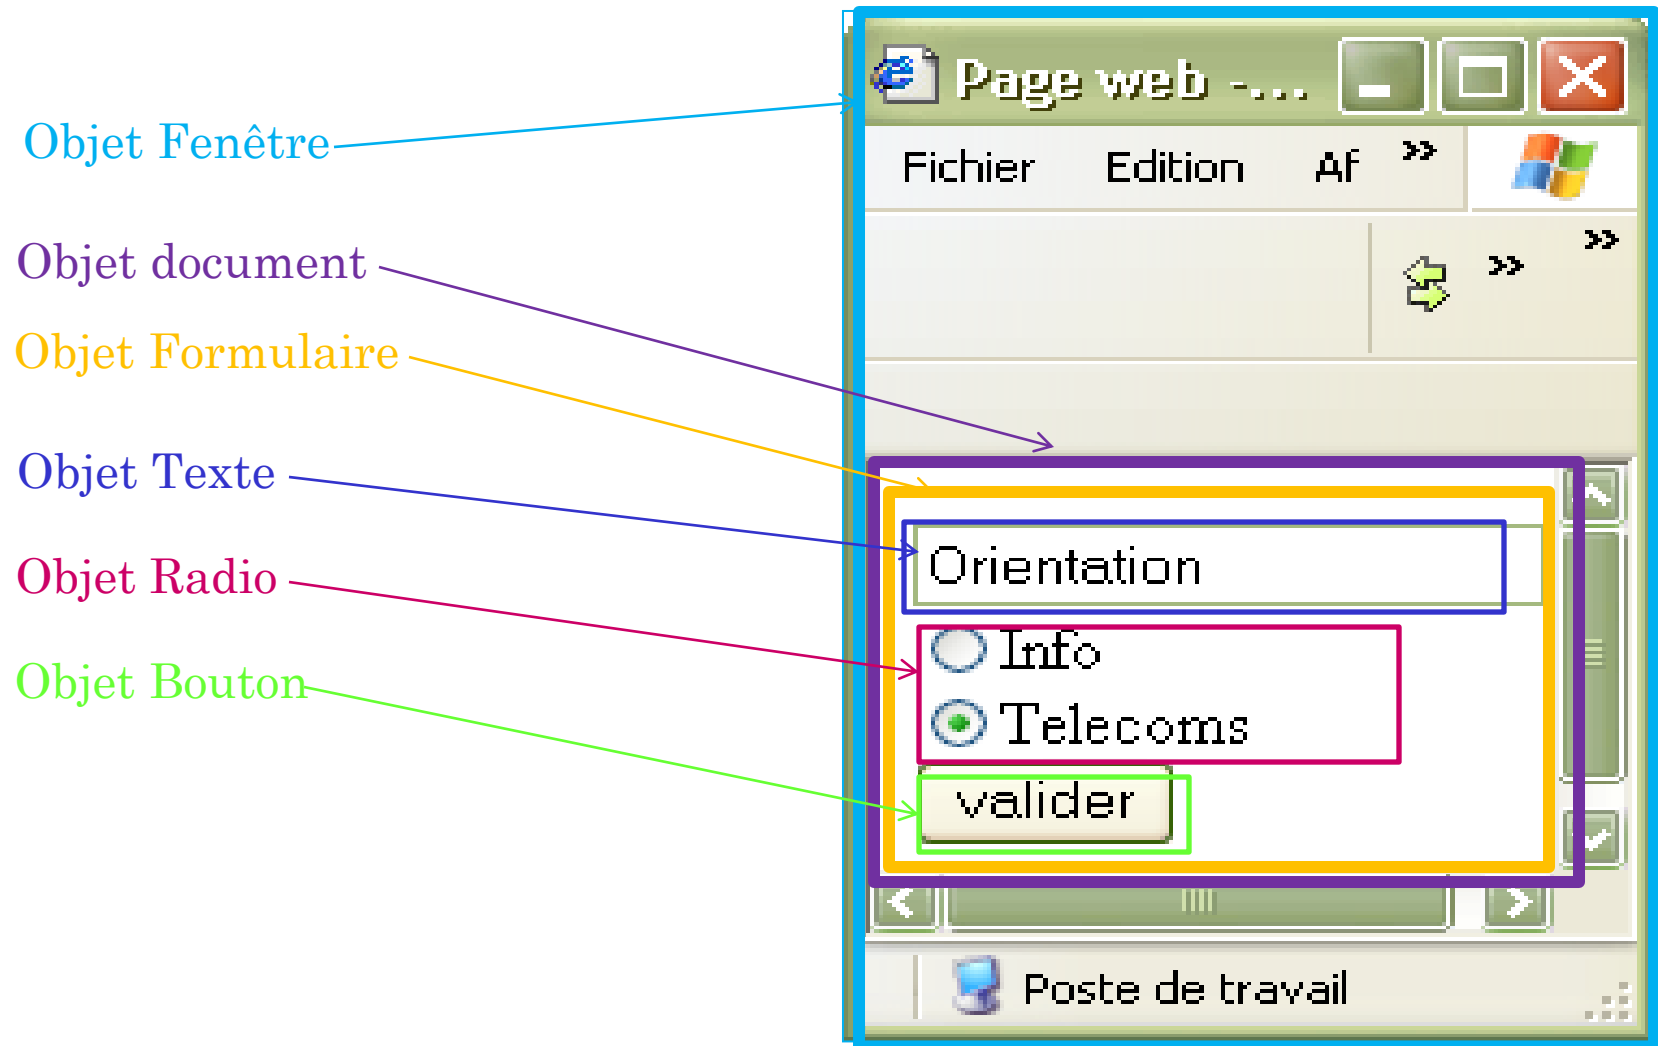 Objet Fenêtre
Objet document
Objet Formulaire
Objet Texte
Objet Radio
Objet Bouton
Page web -...
Fichier Edition Af »
» »
Orientation
Info
Telecoms
valider
Poste de travail